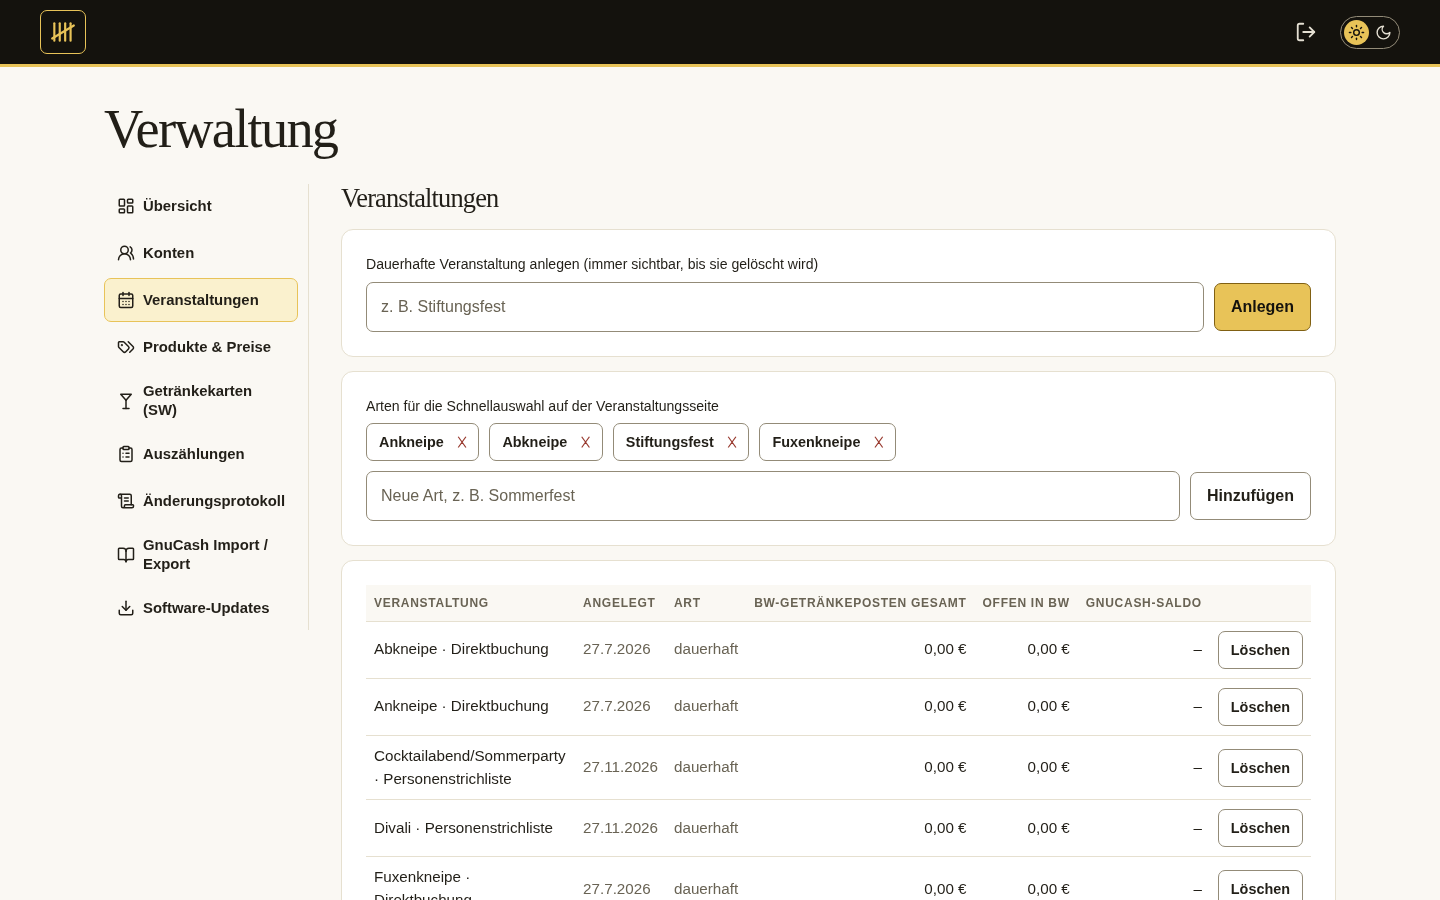 Verwaltung
Übersicht
Konten
Veranstaltungen
Produkte & Preise
Getränkekarten
(SW)
Auszählungen
Änderungsprotokoll
GnuCash Import /
Export
Software-Updates
Veranstaltungen
Dauerhafte Veranstaltung anlegen (immer sichtbar, bis sie gelöscht wird)
z. B. Stiftungsfest
Anlegen
Arten für die Schnellauswahl auf der Veranstaltungsseite
Ankneipe X Abkneipe X Stiftungsfest X Fuxenkneipe X
Neue Art, z. B. Sommerfest
Hinzufügen
VERANSTALTUNG ANGELEGT ART BW-GETRÄNKEPOSTEN GESAMT OFFEN IN BW GNUCASH-SALDO
Abkneipe · Direktbuchung 27.7.2026 dauerhaft 0,00 € 0,00 € – Löschen
Ankneipe · Direktbuchung 27.7.2026 dauerhaft 0,00 € 0,00 € – Löschen
Cocktailabend/Sommerparty
· Personenstrichliste 27.11.2026 dauerhaft 0,00 € 0,00 € – Löschen
Divali · Personenstrichliste 27.11.2026 dauerhaft 0,00 € 0,00 € – Löschen
Fuxenkneipe ·
Direktbuchung 27.7.2026 dauerhaft 0,00 € 0,00 € – Löschen